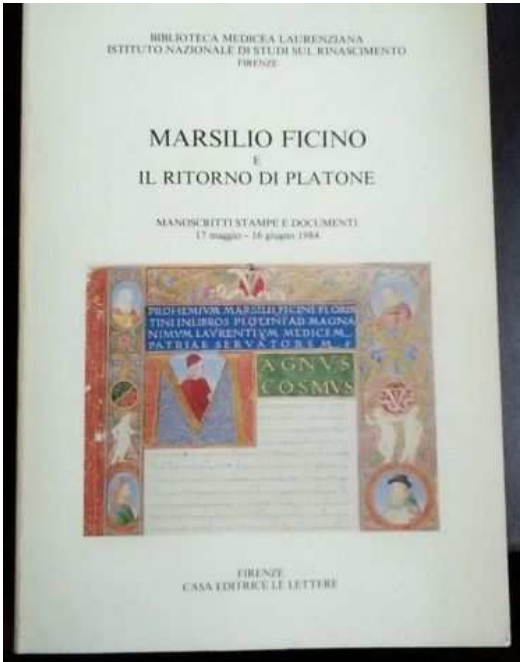 BIBLIOTECA MEDICEA LAURENZIANA
ISTITUTO NAZIONALE DI STUDI SUL RINASCIMENTO
FIRENZE
MARSILIO FICINO
E
IL RITORNO DI PLATONE
MANOSCRITTI STAMPE E DOCUMENTI
17 maggio – 16 giugno 1984
PROHEMIVM MARSILII FICINI FLOREN
TINI IN LIBROS PLOTINI AD MAGNA
NIMVM LAVRENTIVM MEDICEM
PATRIAE SERVATOREM
M
AGNVS
COSMVS
FIRENZE
CASA EDITRICE LE LETTERE